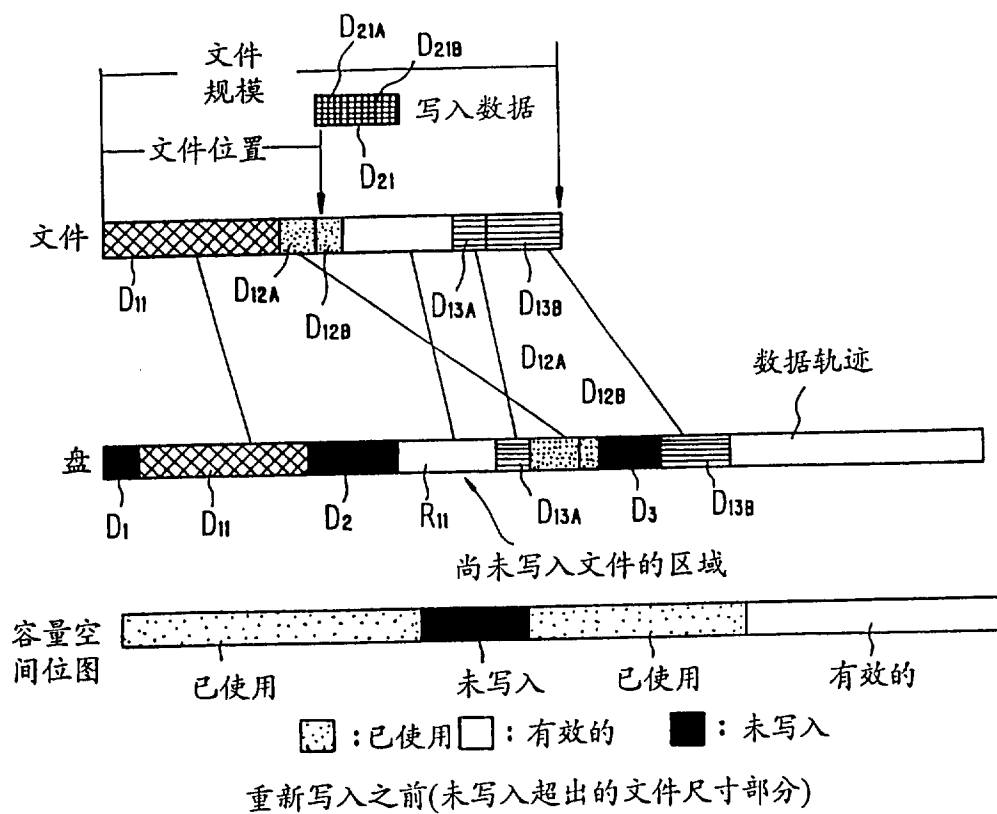 D21A
D21B
文件
规模
写入数据
文件位置
D21
文件
D11
D12A
D12B
D13A
D13B
D12A
D12B
数据轨迹
盘
D1
D11
D2
R11
D13A
D3
D13B
尚未写入文件的区域
容量空
间位图
已使用
未写入
已使用
有效的
:已使用
:有效的
:未写入
重新写入之前(未写入超出的文件尺寸部分)